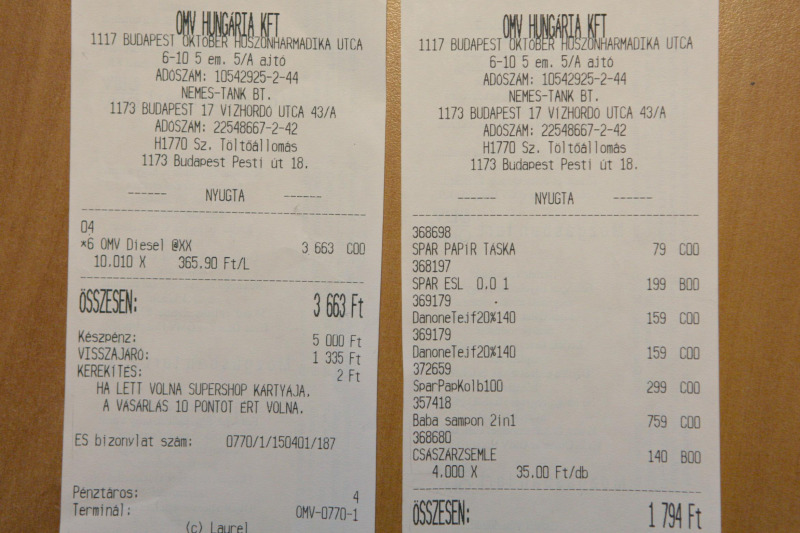 OMV HUNGÁRIA KFT
1117 BUDAPEST OKTÓBER HUSZONHARMADIKA UTCA
6-10 5 em. 5/A ajtó
ADÓSZÁM: 10542925-2-44
NEMES-TANK BT.
1173 BUDAPEST 17 VÍZHORDÓ UTCA 43/A
ADÓSZÁM: 22548667-2-42
H1770 Sz. Töltőállomás
1173 Budapest Pesti út 18.
------ NYUGTA ------
04
*6 OMV Diesel @XX 3 663 C00
10.010 X 365.90 Ft/L
ÖSSZESEN: 3 663 Ft
Készpénz: 5 000 Ft
VISSZAJÁRÓ: 1 335 Ft
KEREKÍTÉS: 2 Ft
HA LETT VOLNA SUPERSHOP KÁRTYÁJA,
A VÁSÁRLÁS 10 PONTOT ÉRT VOLNA.
ES bizonylat szám: 0770/1/150401/187
Pénztáros: 4
Terminál: OMV-0770-1
(c) Laurel
OMV HUNGÁRIA KFT
1117 BUDAPEST OKTÓBER HUSZONHARMADIKA UTCA
6-10 5 em. 5/A ajtó
ADÓSZÁM: 10542925-2-44
NEMES-TANK BT.
1173 BUDAPEST 17 VÍZHORDÓ UTCA 43/A
ADÓSZÁM: 22548667-2-42
H1770 Sz. Töltőállomás
1173 Budapest Pesti út 18.
------ NYUGTA ------
368698
SPAR PAPÍR TÁSKA 79 C00
368197
SPAR ESL 0.0 1 199 B00
369179
DanoneTejf20%140 159 C00
369179
DanoneTejf20%140 159 C00
372659
SparPapKolb100 299 C00
357418
Baba sampon 2in1 759 C00
368680
CSÁSZÁRZSEMLE 140 B00
4.000 X 35.00 Ft/db
ÖSSZESEN: 1 794 Ft